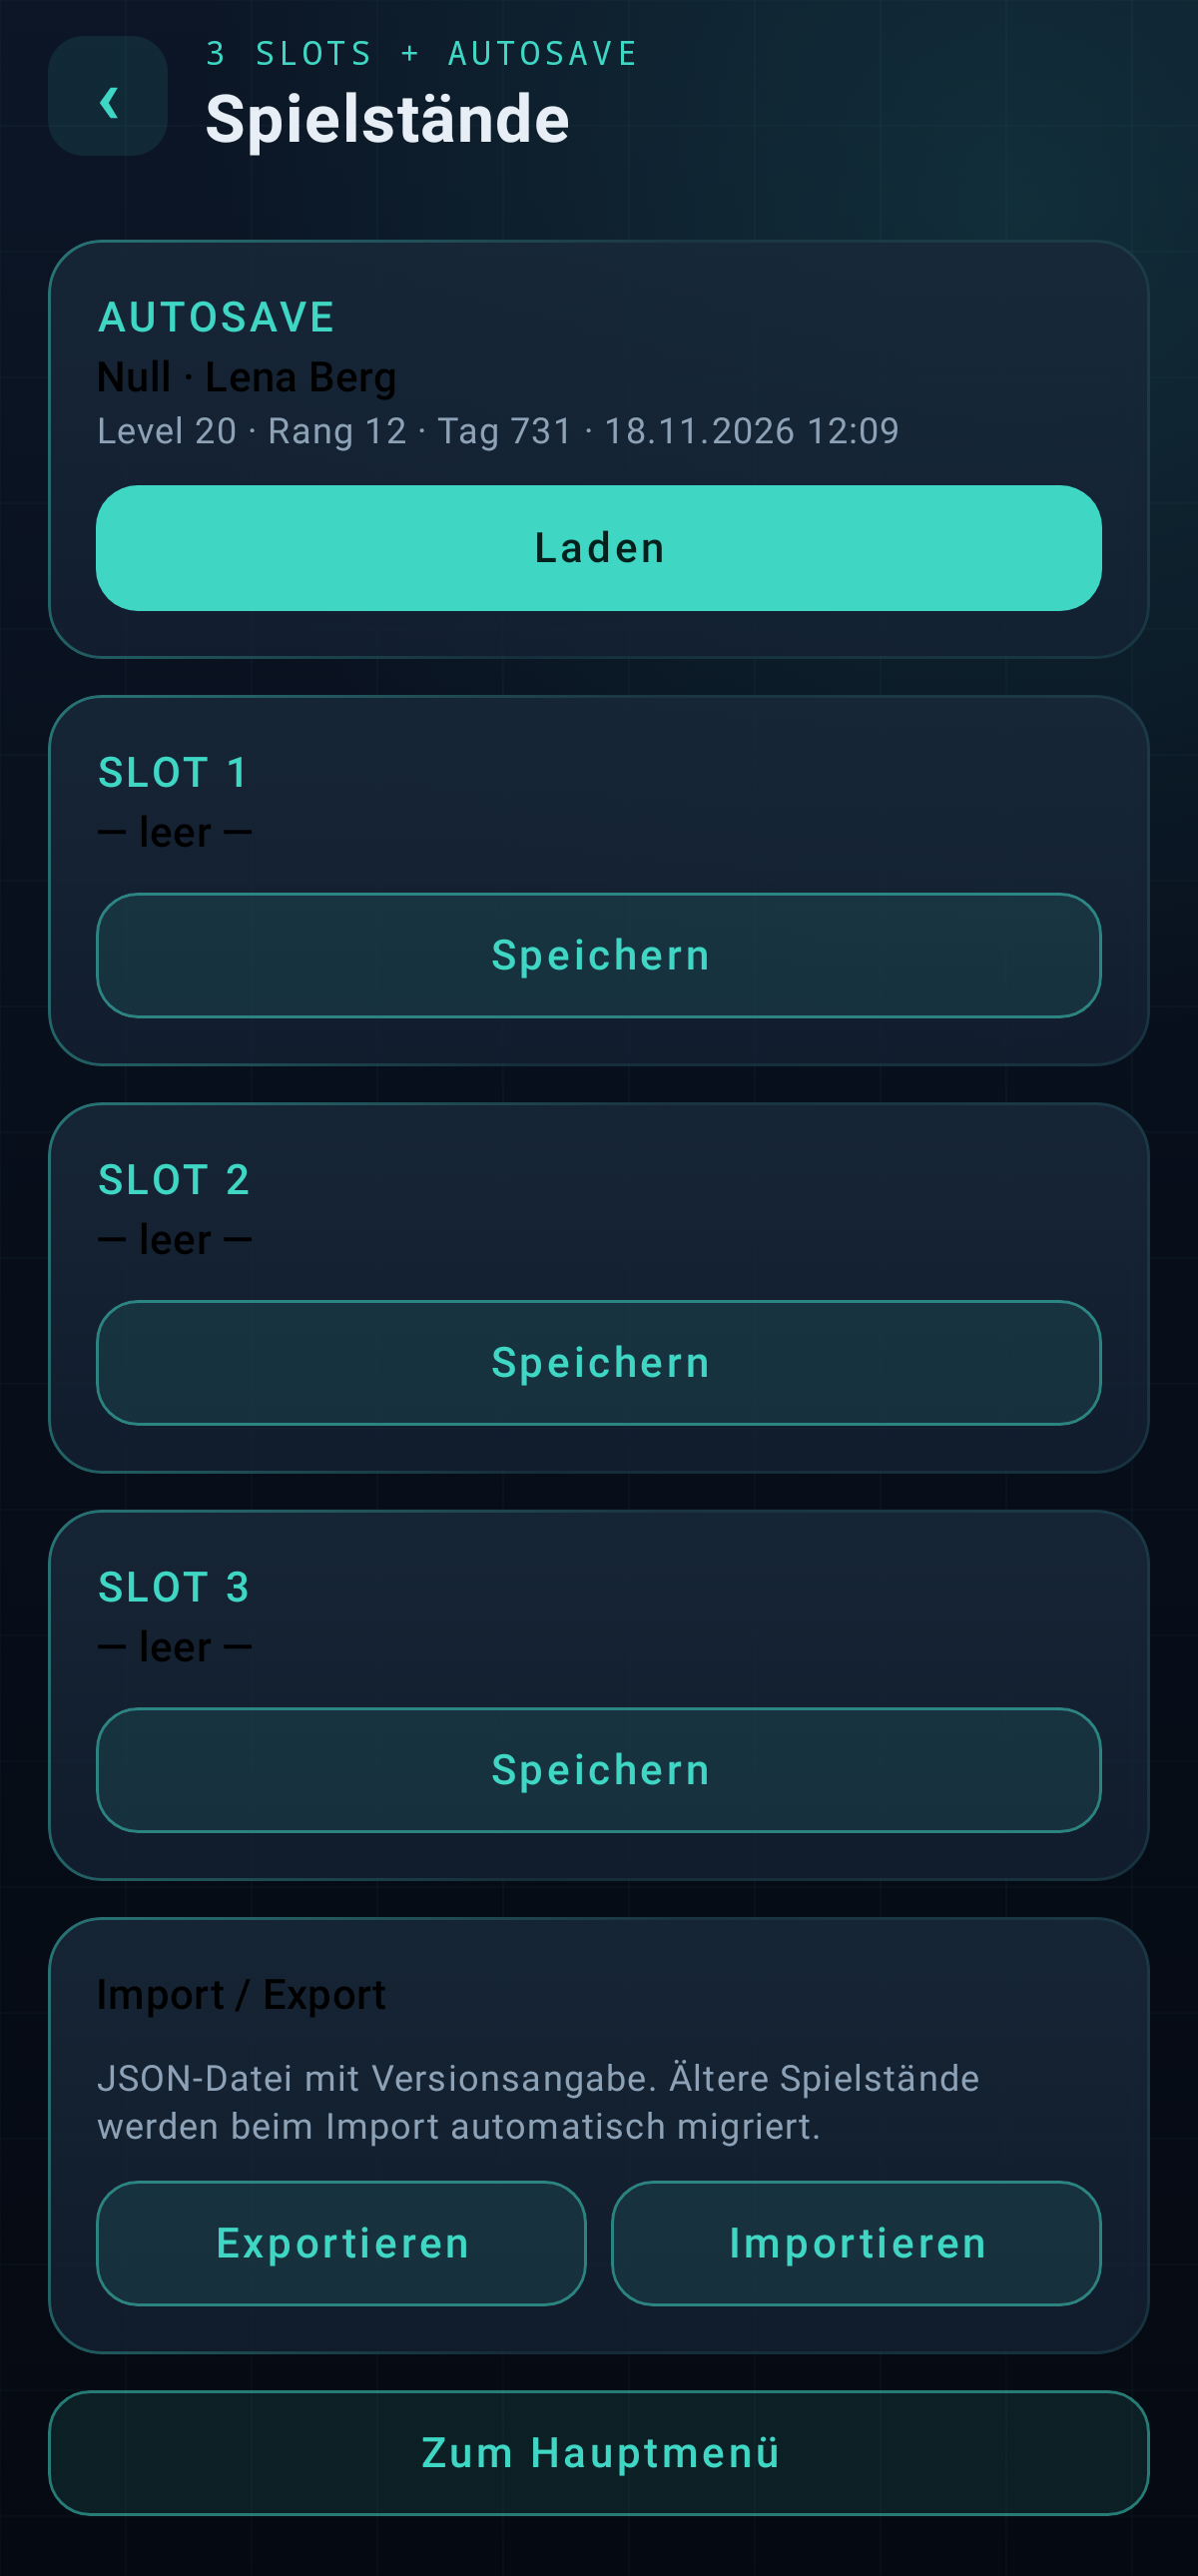 3 SLOTS + AUTOSAVE
Spielstände
AUTOSAVE
Null · Lena Berg
Level 20 · Rang 12 · Tag 731 · 18.11.2026 12:09
Laden
SLOT 1
— leer —
Speichern
SLOT 2
— leer —
Speichern
SLOT 3
— leer —
Speichern
Import / Export
JSON-Datei mit Versionsangabe. Ältere Spielstände
werden beim Import automatisch migriert.
Exportieren
Importieren
Zum Hauptmenü